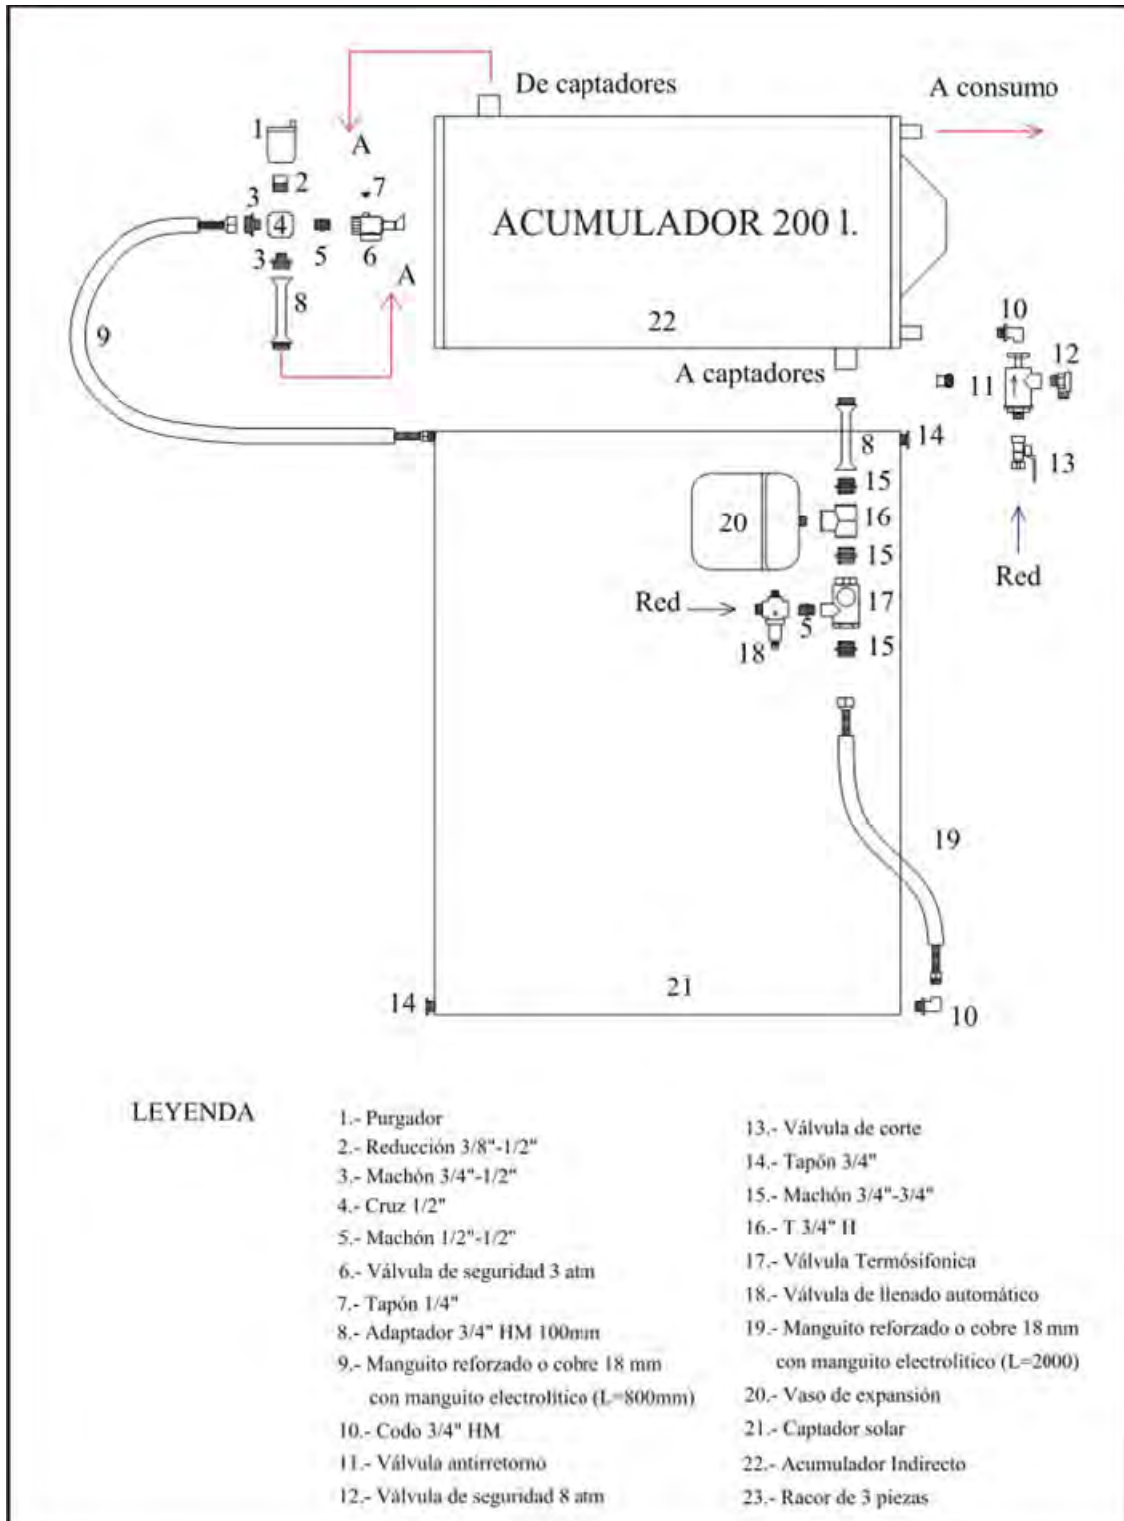 De captadores
A consumo
1
A
2
7
3
4
ACUMULADOR 200 l.
5
6
3
A
8
9
22
10
12
A captadores
11
8
14
13
15
20
16
15
Red
Red
17
5
18
15
19
21
14
10
LEYENDA
1.- Purgador
2.- Reducción 3/8"-1/2"
3.- Machón 3/4"-1/2"
4.- Cruz 1/2"
5.- Machón 1/2"-1/2"
6.- Válvula de seguridad 3 atm
7.- Tapón 1/4"
8.- Adaptador 3/4" HM 100mm
9.- Manguito reforzado o cobre 18 mm
con manguito electrolítico (L=800mm)
10.- Codo 3/4" HM
11.- Válvula antirretorno
12.- Válvula de seguridad 8 atm
13.- Válvula de corte
14.- Tapón 3/4"
15.- Machón 3/4"-3/4"
16.- T 3/4" H
17.- Válvula Termósifonica
18.- Válvula de llenado automático
19.- Manguito reforzado o cobre 18 mm
con manguito electrolitico (L=2000)
20.- Vaso de expansión
21.- Captador solar
22.- Acumulador Indirecto
23.- Racor de 3 piezas